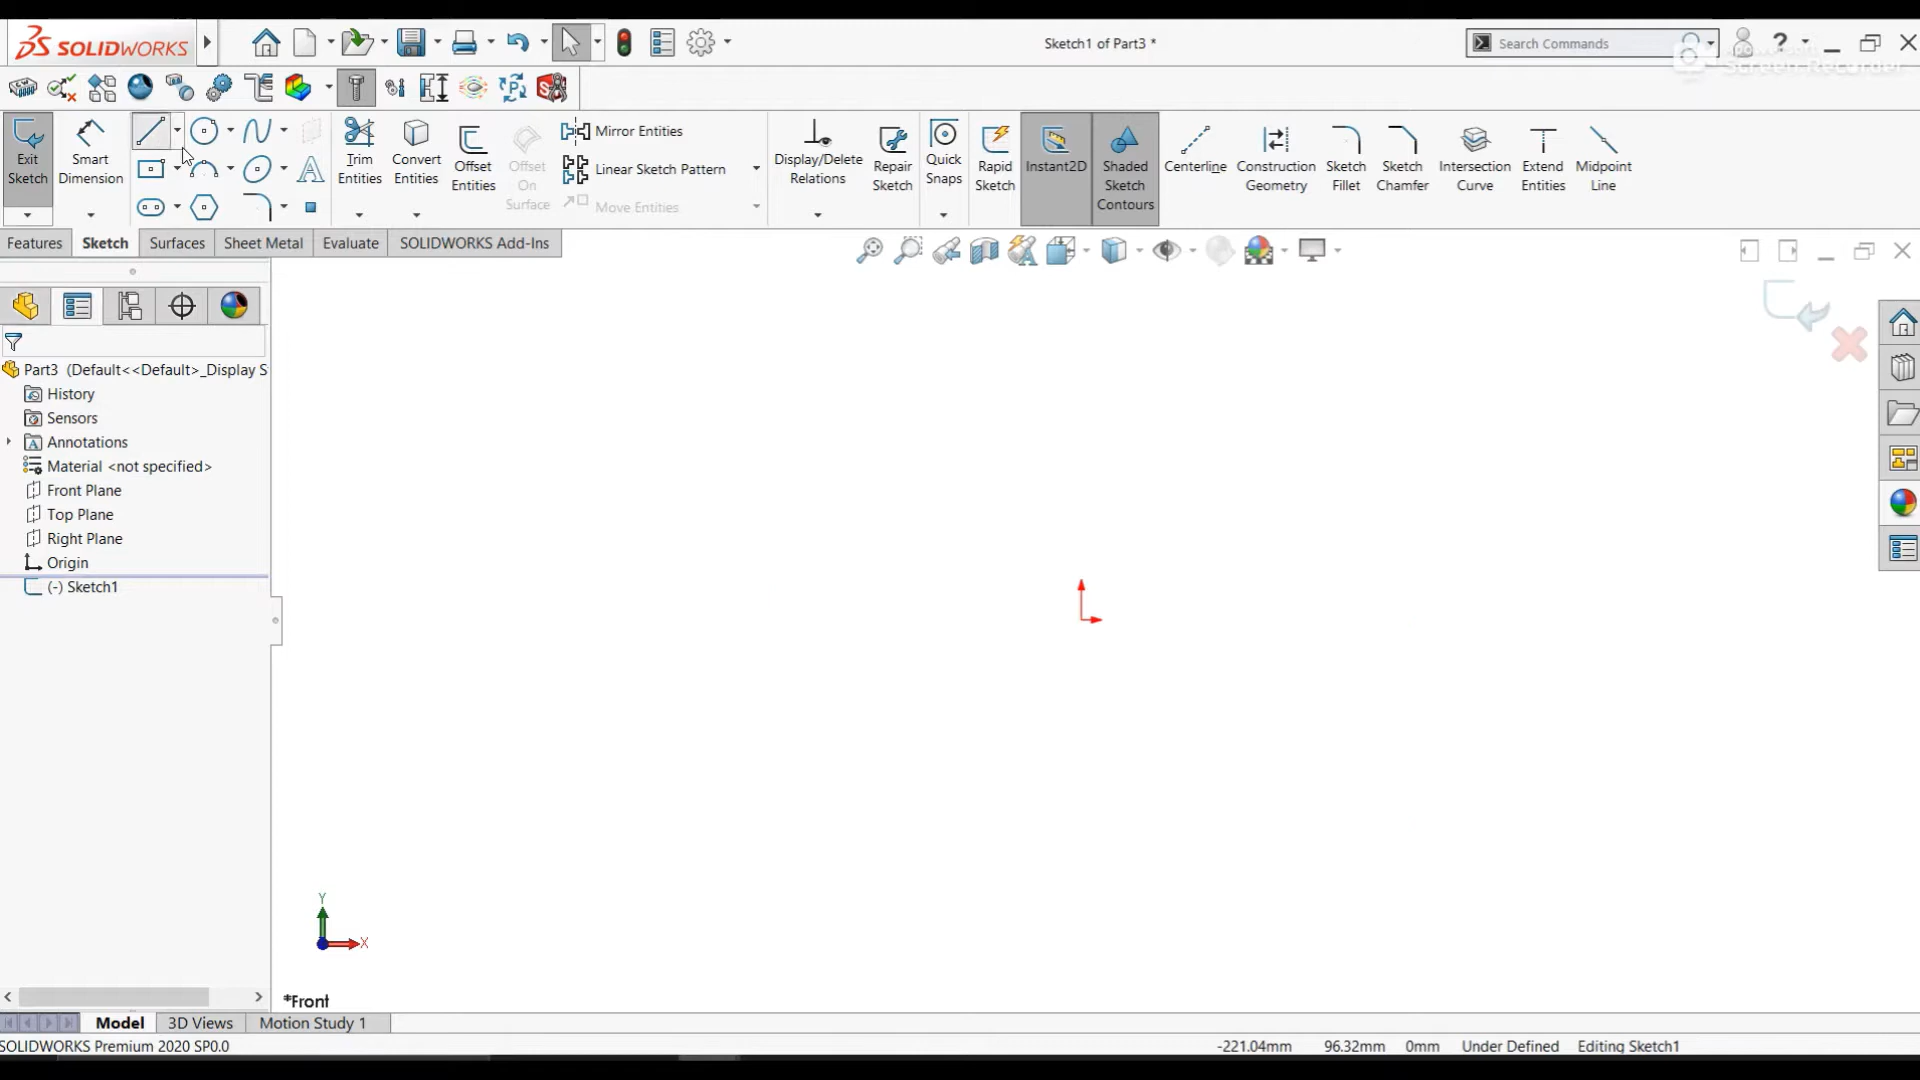 SOLIDWORKS
Sketch1 of Part3 *
Search Commands
?
Screen Recorder
Exit Sketch
Smart Dimension
Trim Entities
Convert Entities
Offset Entities
Offset On Surface
Mirror Entities
Linear Sketch Pattern
Move Entities
Display/Delete Relations
Repair Sketch
Quick Snaps
Rapid Sketch
Instant2D
Shaded Sketch Contours
Centerline
Construction Geometry
Sketch Fillet
Sketch Chamfer
Intersection Curve
Extend Entities
Midpoint Line
Features Sketch Surfaces Sheet Metal Evaluate SOLIDWORKS Add-Ins
Part3 (Default<<Default>_Display S
History
Sensors
Annotations
Material <not specified>
Front Plane
Top Plane
Right Plane
Origin
(-) Sketch1
Y
X
*Front
Model 3D Views Motion Study 1
SOLIDWORKS Premium 2020 SP0.0
-221.04mm 96.32mm 0mm Under Defined Editing Sketch1